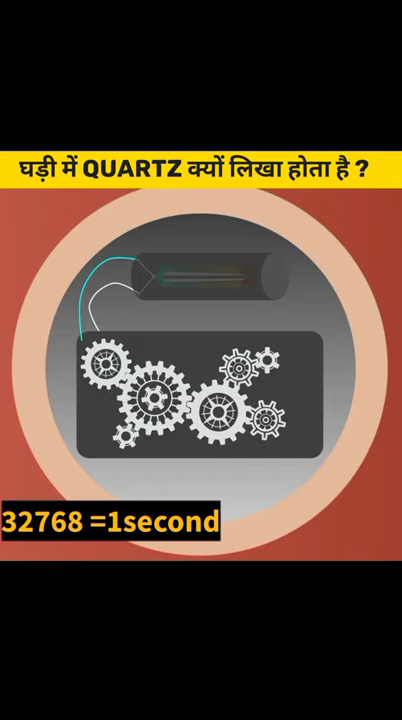 घड़ी में QUARTZ क्यों लिखा होता है ?
32768 =1second